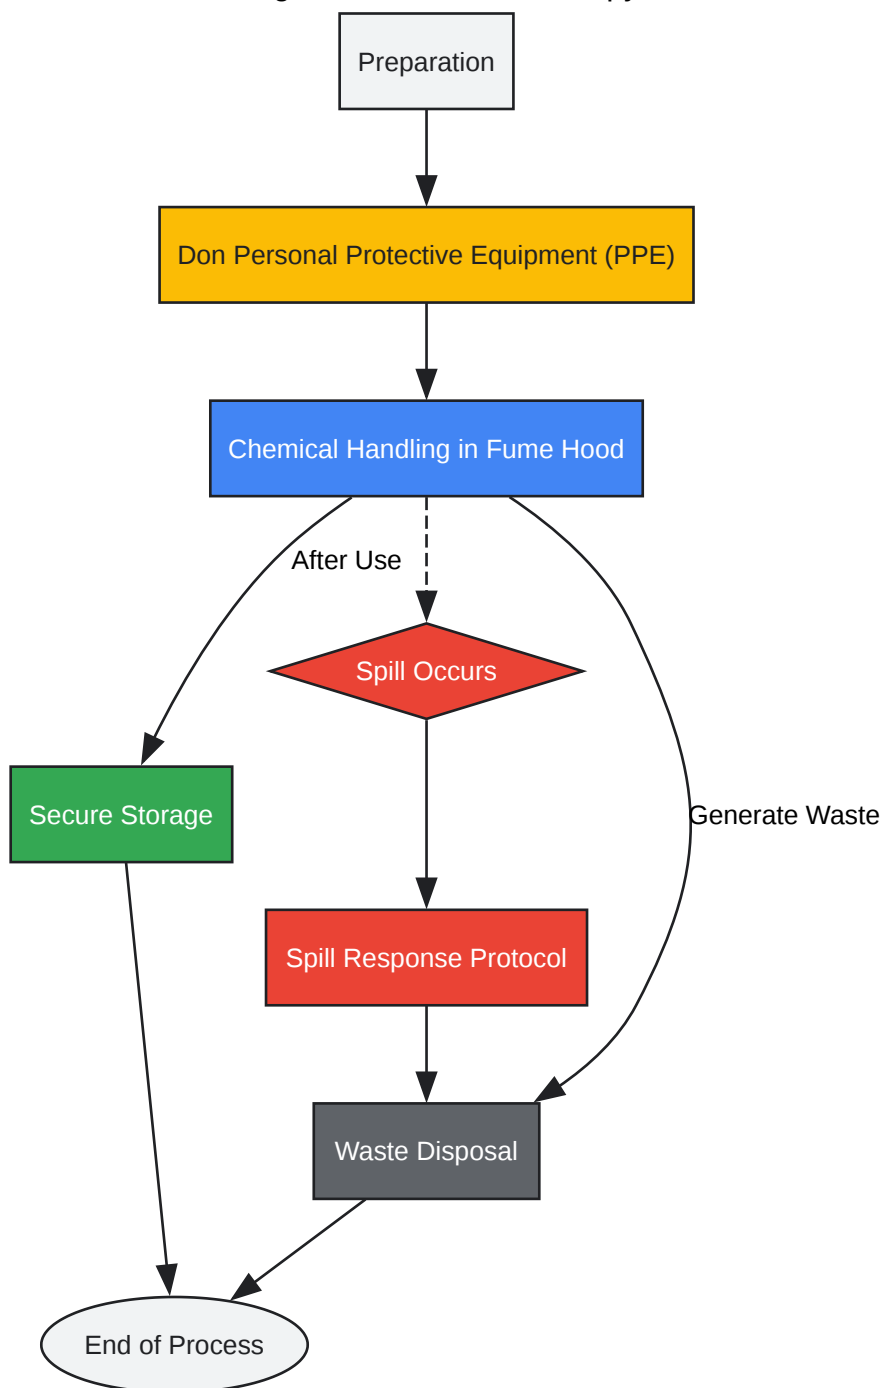 Preparation
Don Personal Protective Equipment (PPE)
Chemical Handling in Fume Hood
After Use
Spill Occurs
Secure Storage
Generate Waste
Spill Response Protocol
Waste Disposal
End of Process